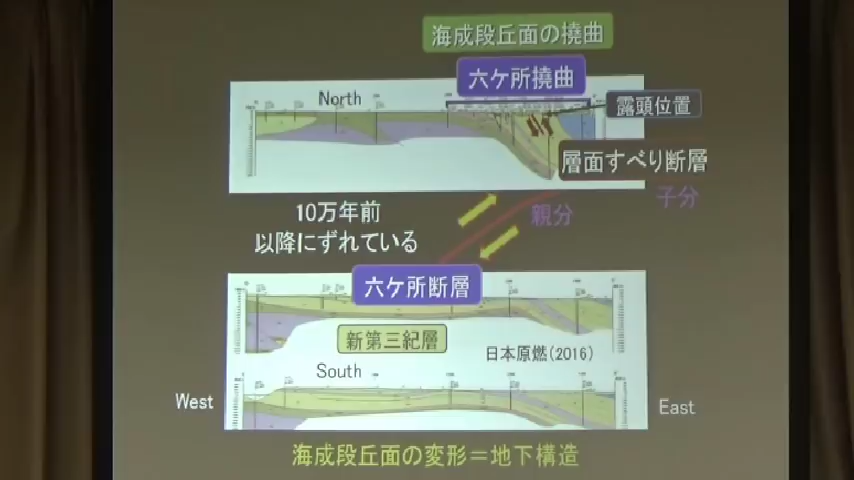 海成段丘面の撓曲
六ケ所撓曲
North
露頭位置
層面すべり断層
子分
親分
10万年前
以降にずれている
六ケ所断層
新第三紀層
日本原燃(2016)
South
West
East
海成段丘面の変形＝地下構造